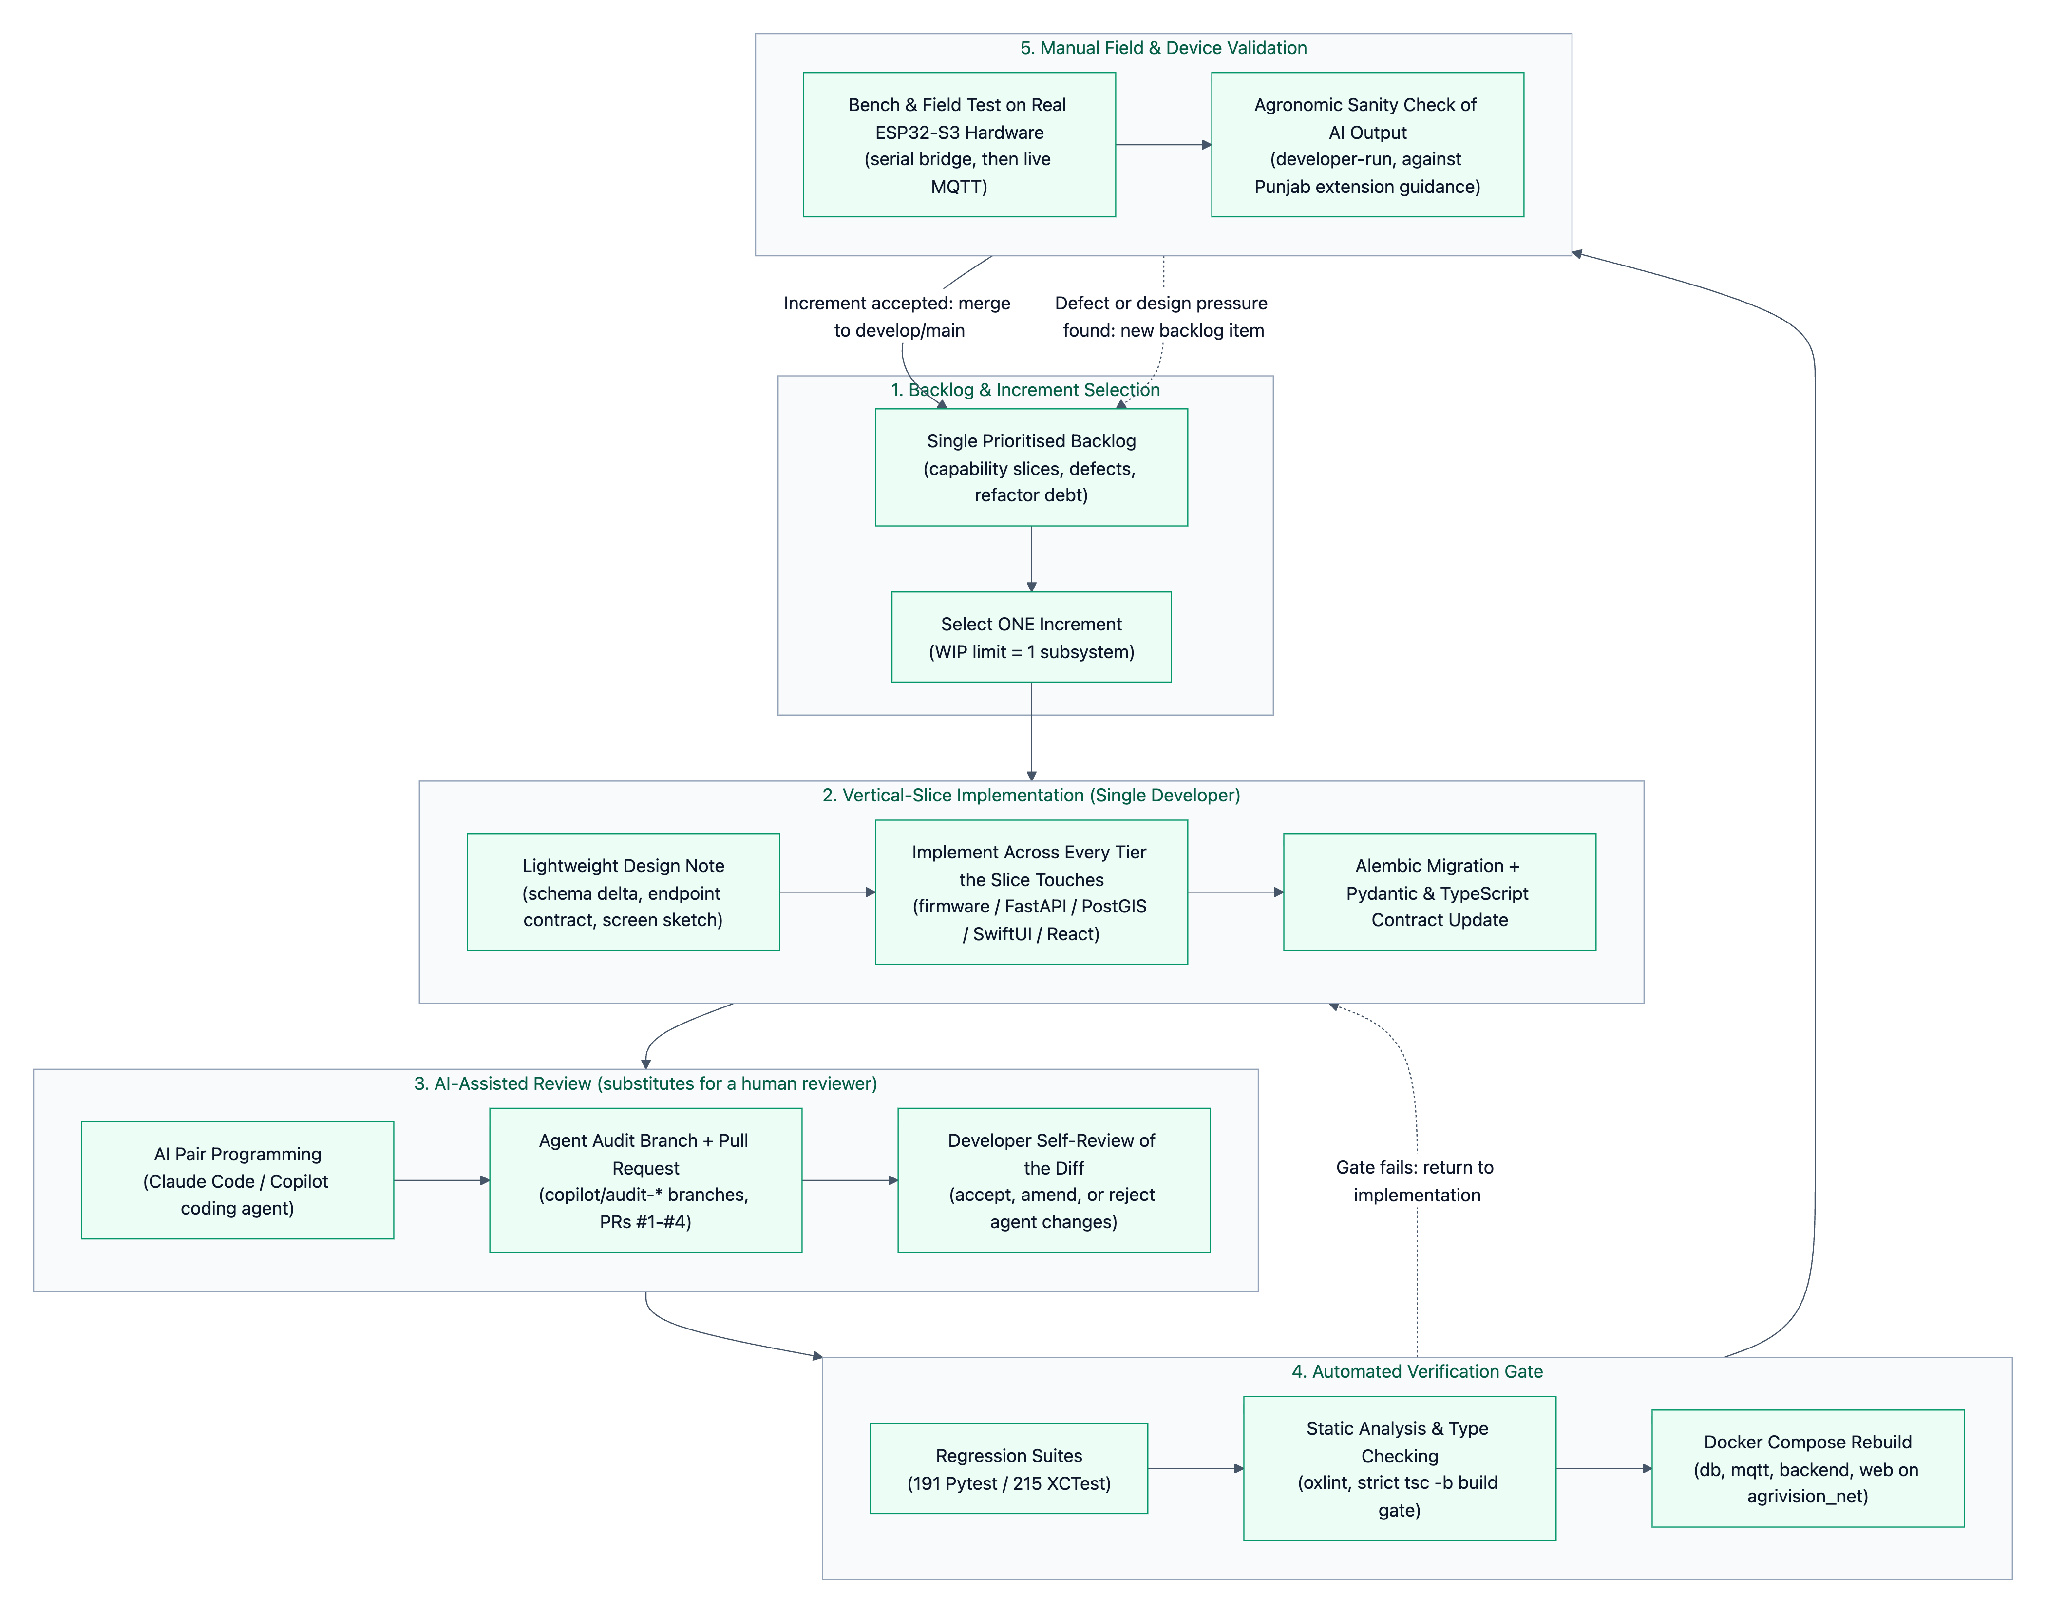 5. Manual Field & Device Validation
Bench & Field Test on Real
ESP32-S3 Hardware
(serial bridge, then live
MQTT)
Agronomic Sanity Check of
AI Output
(developer-run, against
Punjab extension guidance)
Increment accepted: merge
to develop/main
Defect or design pressure
found: new backlog item
1. Backlog & Increment Selection
Single Prioritised Backlog
(capability slices, defects,
refactor debt)
Select ONE Increment
(WIP limit = 1 subsystem)
2. Vertical-Slice Implementation (Single Developer)
Lightweight Design Note
(schema delta, endpoint
contract, screen sketch)
Implement Across Every Tier
the Slice Touches
(firmware / FastAPI / PostGIS
/ SwiftUI / React)
Alembic Migration +
Pydantic & TypeScript
Contract Update
3. AI-Assisted Review (substitutes for a human reviewer)
AI Pair Programming
(Claude Code / Copilot
coding agent)
Agent Audit Branch + Pull
Request
(copilot/audit-* branches,
PRs #1-#4)
Developer Self-Review of
the Diff
(accept, amend, or reject
agent changes)
Gate fails: return to
implementation
4. Automated Verification Gate
Regression Suites
(191 Pytest / 215 XCTest)
Static Analysis & Type
Checking
(oxlint, strict tsc -b build
gate)
Docker Compose Rebuild
(db, mqtt, backend, web on
agrivision_net)